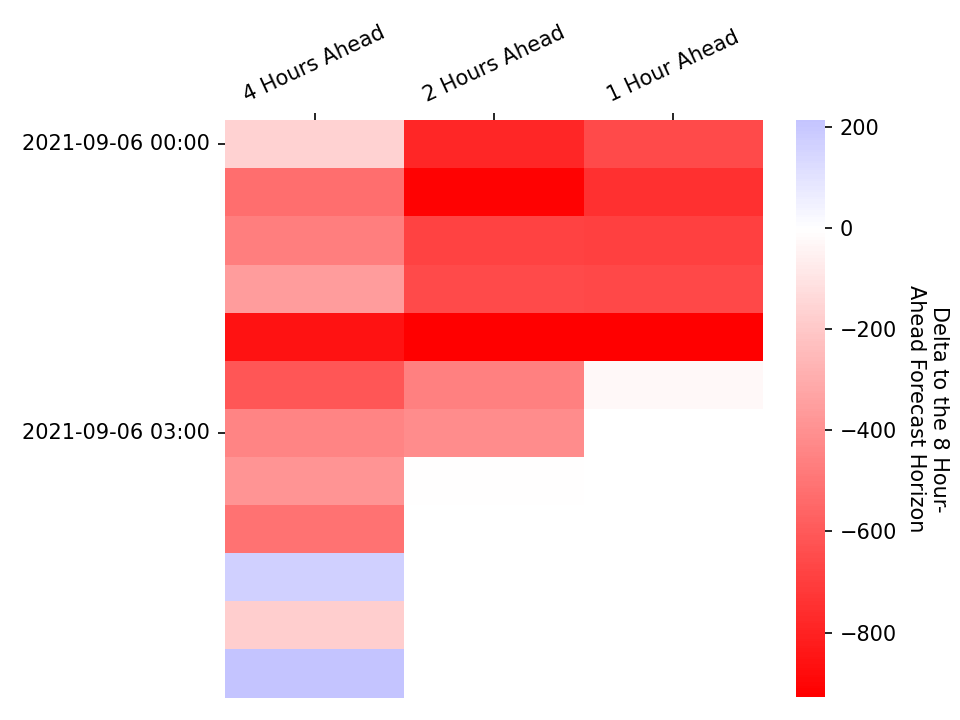 4 Hours Ahead
2 Hours Ahead
1 Hour Ahead
2021-09-06 00:00
2021-09-06 03:00
200
0
−200
−400
−600
−800
Delta to the 8 Hour-
Ahead Forecast Horizon